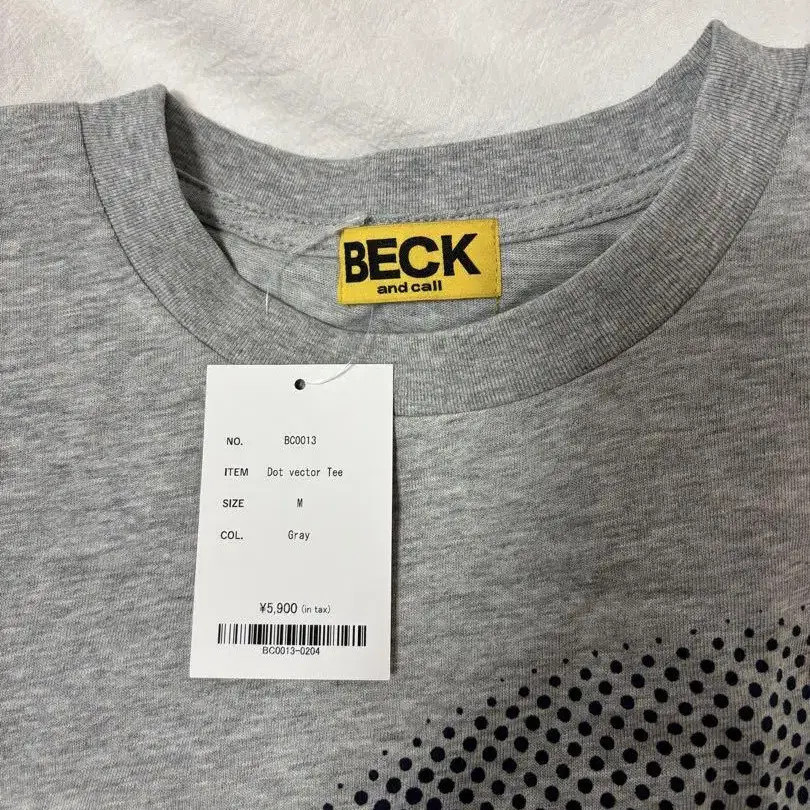 BECK
and call
NO. BC0013
ITEM Dot vector Tee
SIZE M
COL. Gray
¥5,900 (in tax)
BC0013-0204